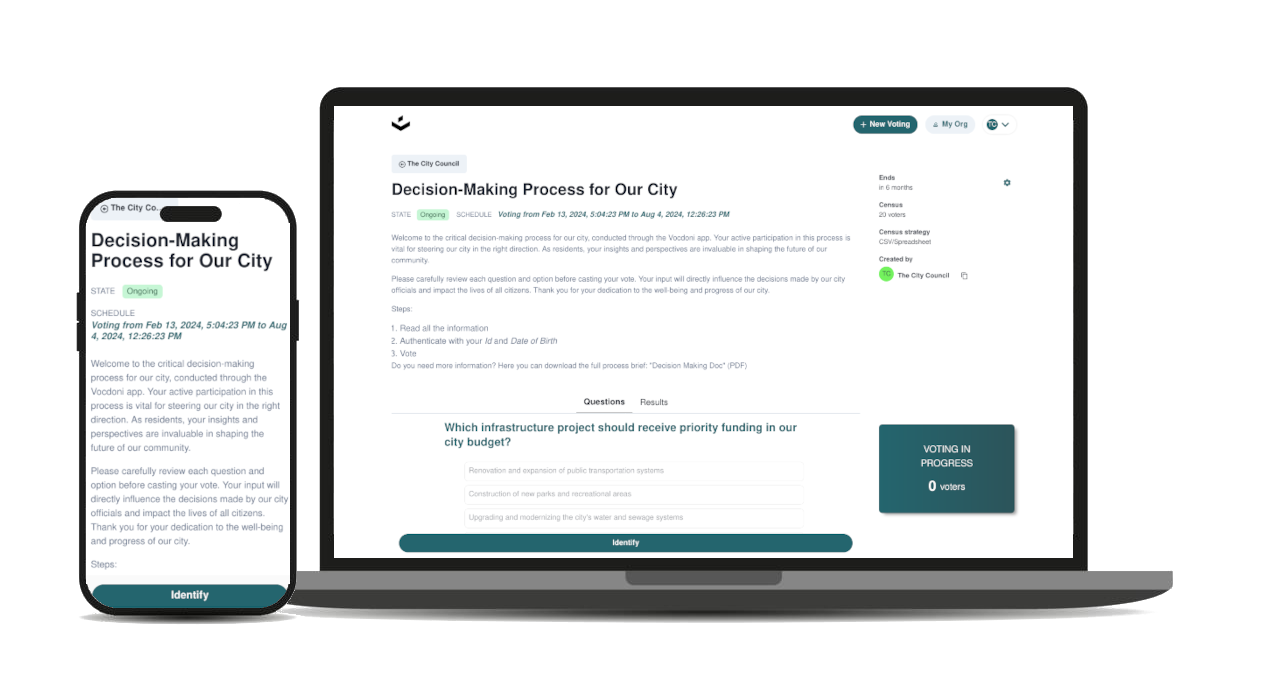 The City Co..
Decision-Making
Process for Our City
STATE Ongoing
SCHEDULE
Voting from Feb 13, 2024, 5:04:23 PM to Aug
4, 2024, 12:26:23 PM
Welcome to the critical decision-making
process for our city, conducted through the
Vocdoni app. Your active participation in this
process is vital for steering our city in the right
direction. As residents, your insights and
perspectives are invaluable in shaping the
future of our community.
Please carefully review each question and
option before casting your vote. Your input will
directly influence the decisions made by our city
officials and impact the lives of all citizens.
Thank you for your dedication to the well-being
and progress of our city.
Steps:
Identify
+ New Voting My Org TC
The City Council
Decision-Making Process for Our City
STATE Ongoing SCHEDULE Voting from Feb 13, 2024, 5:04:23 PM to Aug 4, 2024, 12:26:23 PM
Welcome to the critical decision-making process for our city, conducted through the Vocdoni app. Your active participation in this process is
vital for steering our city in the right direction. As residents, your insights and perspectives are invaluable in shaping the future of our
community.
Please carefully review each question and option before casting your vote. Your input will directly influence the decisions made by our city
officials and impact the lives of all citizens. Thank you for your dedication to the well-being and progress of our city.
Steps:
1. Read all the information
2. Authenticate with your Id and Date of Birth
3. Vote
Do you need more information? Here you can download the full process brief: "Decision Making Doc" (PDF)
Questions Results
Which infrastructure project should receive priority funding in our
city budget?
Renovation and expansion of public transportation systems
Construction of new parks and recreational areas
Upgrading and modernizing the city's water and sewage systems
Identify
Ends
in 6 months
Census
20 voters
Census strategy
CSV/Spreadsheet
Created by
TC The City Council
VOTING IN
PROGRESS
0 voters